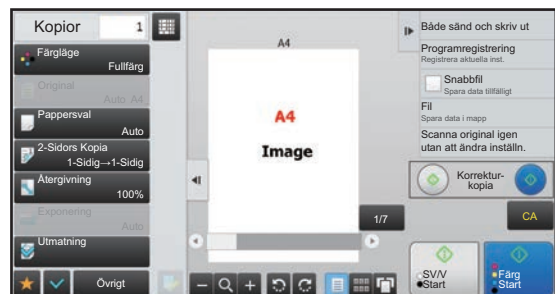 Kopior
1
Färgläge
Fullfärg
Original
Auto A4
Pappersval
Auto
2-Sidors Kopia
1-Sidig→1-Sidig
Återgivning
100%
Exponering
Auto
Utmatning
Övrigt
A4
A4
Image
1/7
Både sänd och skriv ut
Programregistrering
Registrera aktuella inst.
Snabbfil
Spara data tillfälligt
Fil
Spara data i mapp
Scanna original igen
utan att ändra inställn.
Korrektur-
kopia
CA
SV/V
Start
Färg
Start